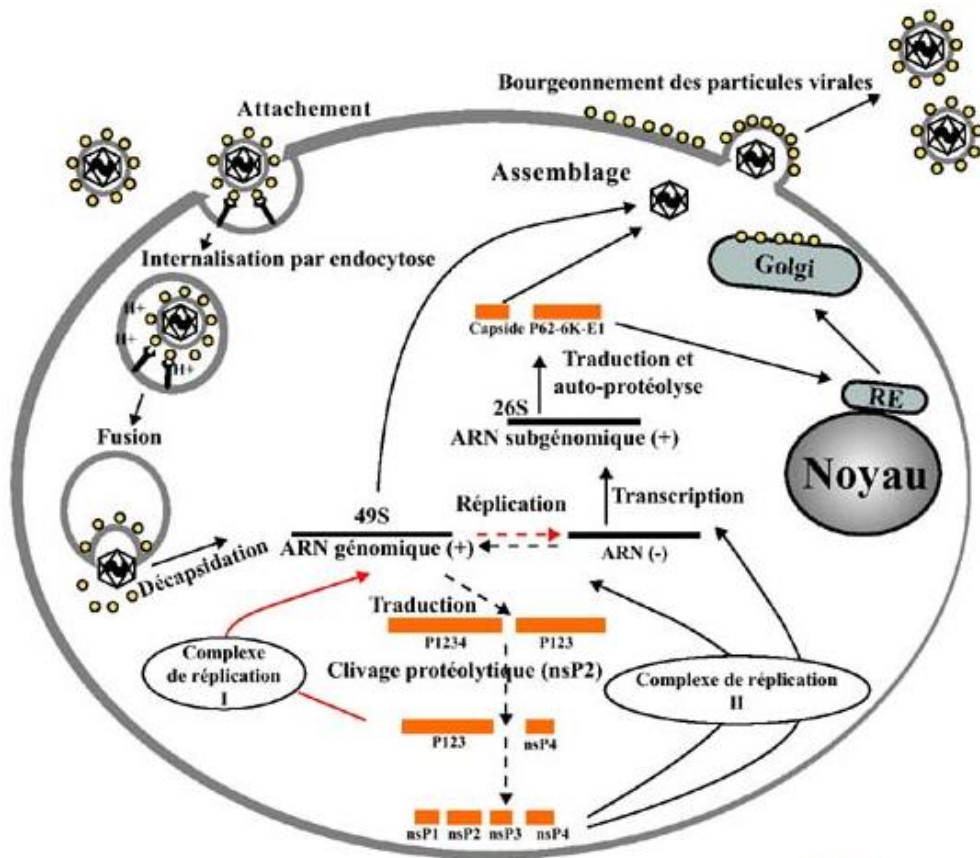 Bourgeonnement des particules virales
Attachement
Assemblage
Internalisation par endocytose
Golgi
H+
H+
H+
Capside P62-6K-E1
Traduction et
auto-protéolyse
RE
26S
ARN subgénomique (+)
Fusion
Noyau
49S
Réplication
Transcription
ARN génomique (+)
ARN (-)
Décapsidation
Traduction
P1234
P123
Clivage protéolytique (nsP2)
Complexe
de réplication
I
Complexe de réplication
II
P123
nsP4
nsP1 nsP2 nsP3 nsP4